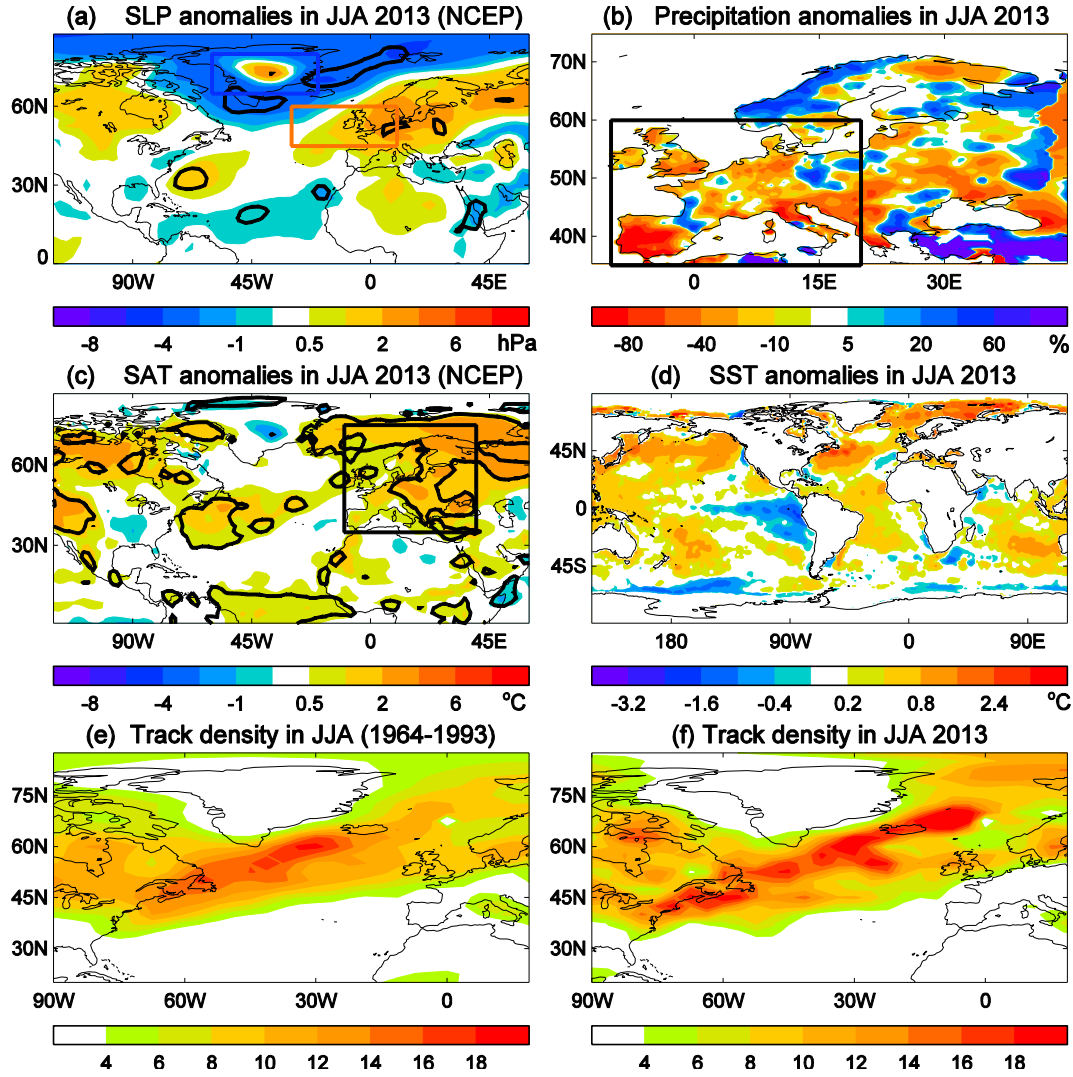 (a) SLP anomalies in JJA 2013 (NCEP)
60N
30N
0
90W 45W 0 45E
-8 -4 -1 0.5 2 6 hPa
(b) Precipitation anomalies in JJA 2013
70N
60N
50N
40N
0 15E 30E
-80 -40 -10 5 20 60 %
(c) SAT anomalies in JJA 2013 (NCEP)
60N
30N
90W 45W 0 45E
-8 -4 -1 0.5 2 6 °C
(d) SST anomalies in JJA 2013
45N
0
45S
180 90W 0 90E
-3.2 -1.6 -0.4 0.2 0.8 2.4 °C
(e) Track density in JJA (1964-1993)
75N
60N
45N
30N
90W 60W 30W 0
4 6 8 10 12 14 16 18
(f) Track density in JJA 2013
75N
60N
45N
30N
90W 60W 30W 0
4 6 8 10 12 14 16 18